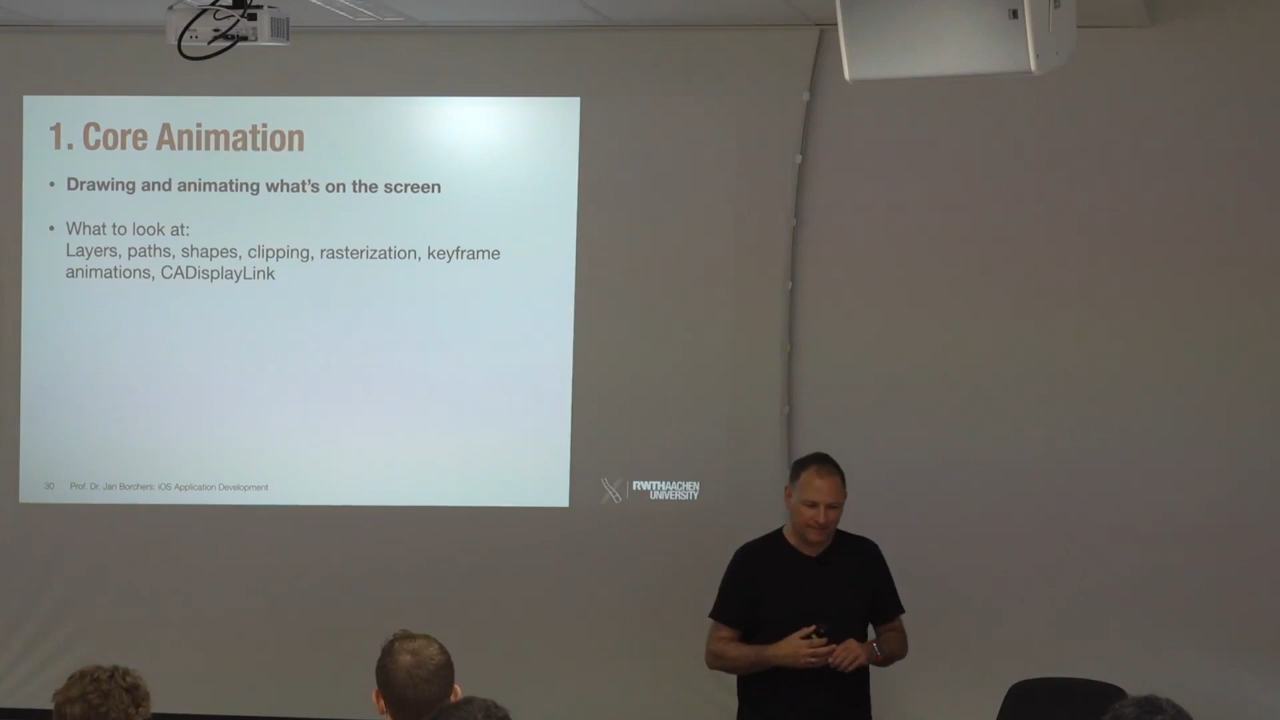 1. Core Animation
• Drawing and animating what's on the screen
• What to look at:
Layers, paths, shapes, clipping, rasterization, keyframe
animations, CADisplayLink
30 Prof. Dr. Jan Borchers: iOS Application Development
RWTHAACHEN
UNIVERSITY